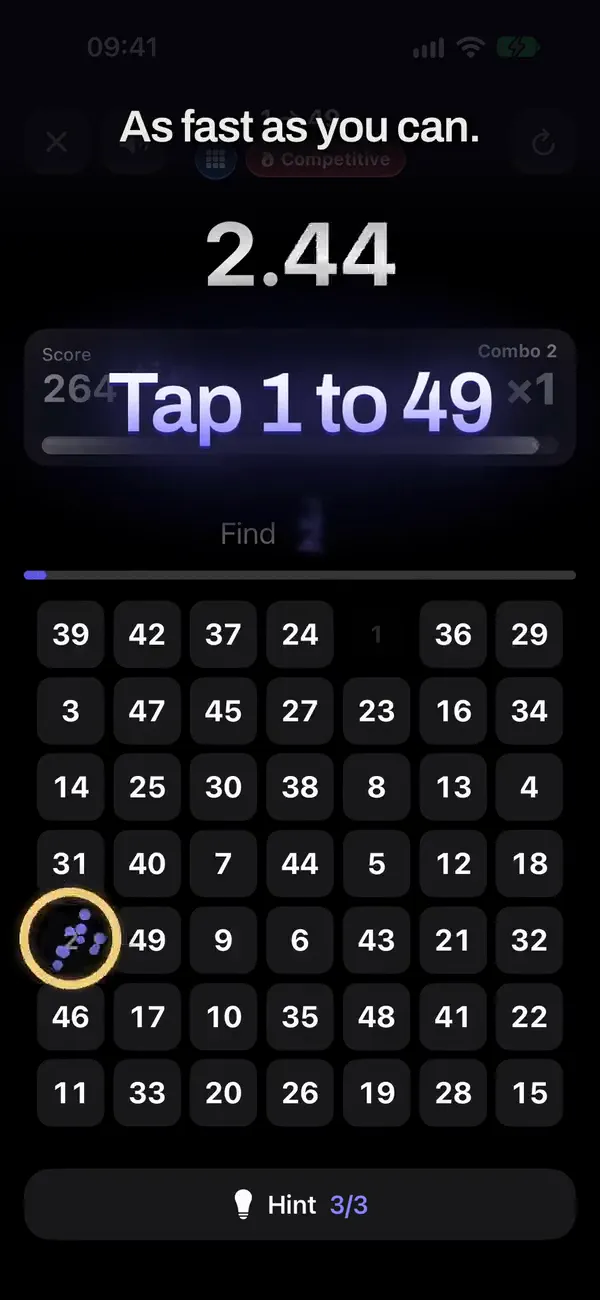 09:41
As fast as you can.
Competitive
2.44
Score
Combo 2
264
×1
Tap 1 to 49
Find
39 42 37 24 1 36 29
3 47 45 27 23 16 34
14 25 30 38 8 13 4
31 40 7 44 5 12 18
2 49 9 6 43 21 32
46 17 10 35 48 41 22
11 33 20 26 19 28 15
Hint 3/3